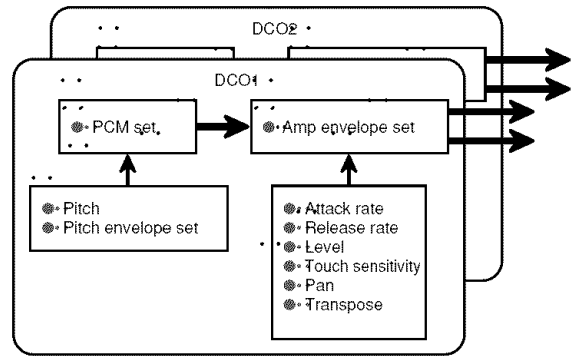 DCO2
DCO1
PCM set
Amp envelope set
Pitch
Pitch envelope set
Attack rate
Release rate
Level
Touch sensitivity
Pan
Transpose